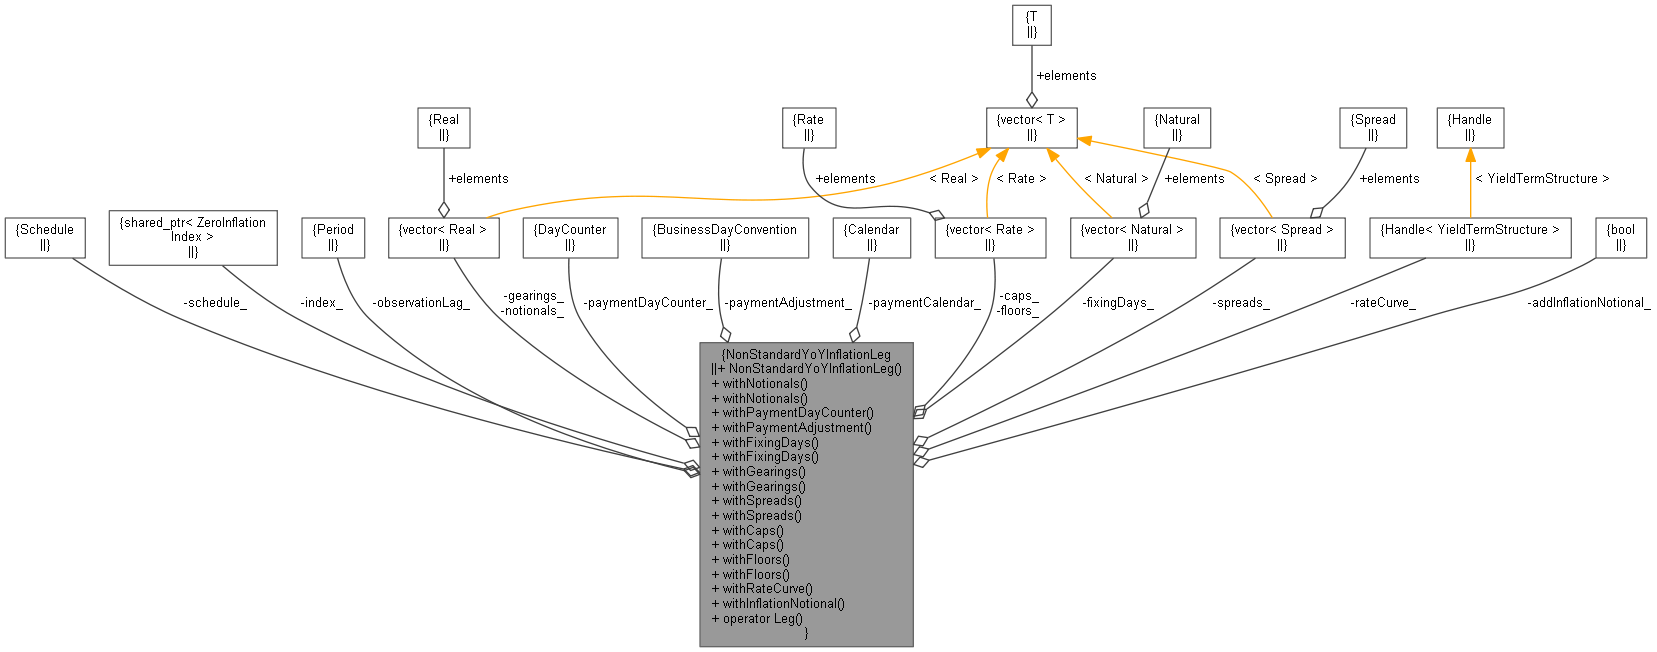 {T
||}
+elements
{Real
||}
{Rate
||}
{vector< T >
||}
{Natural
||}
{Spread
||}
{Handle
||}
+elements
+elements
< Real >
< Rate >
< Natural >
+elements
< Spread >
+elements
< YieldTermStructure >
{Schedule
||}
{shared_ptr< ZeroInflation
Index >
||}
{Period
||}
{vector< Real >
||}
{DayCounter
||}
{BusinessDayConvention
||}
{Calendar
||}
{vector< Rate >
||}
{vector< Natural >
||}
{vector< Spread >
||}
{Handle< YieldTermStructure >
||}
{bool
||}
-schedule_
-index_
-observationLag_
-gearings_
-notionals_
-paymentDayCounter_
-paymentAdjustment_
-paymentCalendar_
-caps_
-floors_
-fixingDays_
-spreads_
-rateCurve_
-addInflationNotional_
{NonStandardYoYInflationLeg
||+ NonStandardYoYInflationLeg()
+ withNotionals()
+ withNotionals()
+ withPaymentDayCounter()
+ withPaymentAdjustment()
+ withFixingDays()
+ withFixingDays()
+ withGearings()
+ withGearings()
+ withSpreads()
+ withSpreads()
+ withCaps()
+ withCaps()
+ withFloors()
+ withFloors()
+ withRateCurve()
+ withInflationNotional()
+ operator Leg()
}